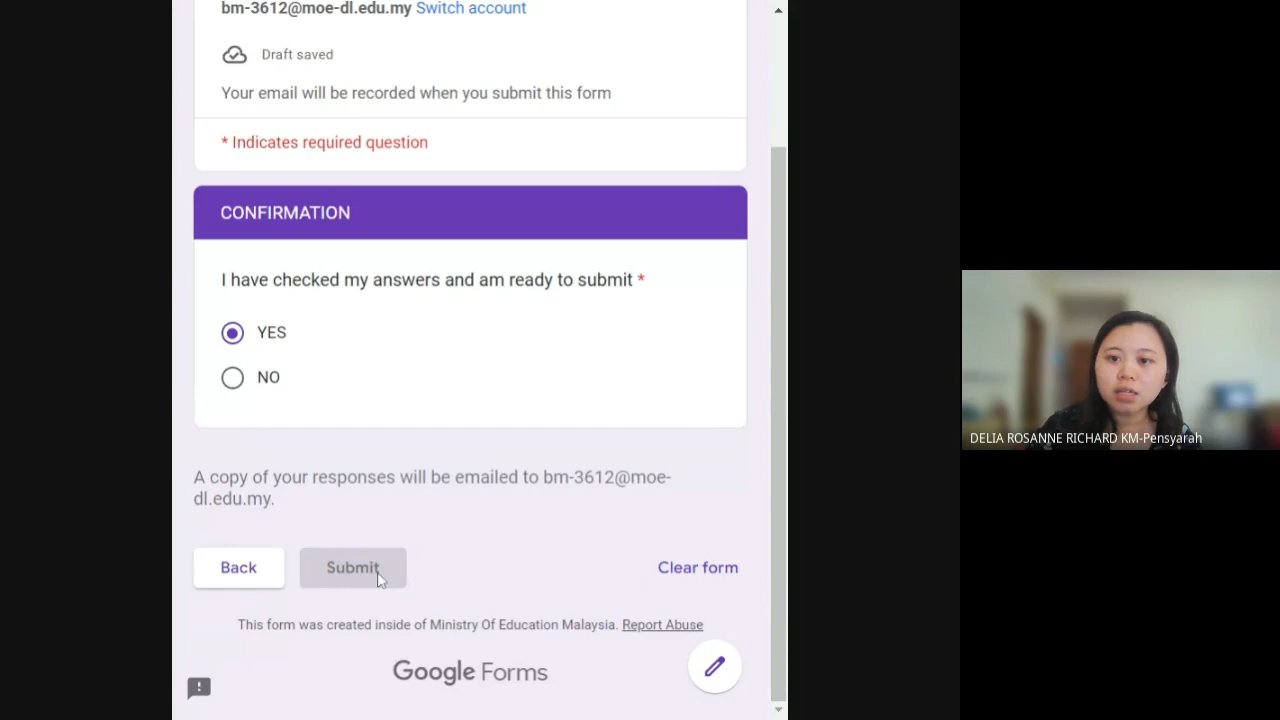 bm-3612@moe-dl.edu.my Switch account
Draft saved
Your email will be recorded when you submit this form
* Indicates required question
CONFIRMATION
I have checked my answers and am ready to submit *
YES
NO
A copy of your responses will be emailed to bm-3612@moe-
dl.edu.my.
Back Submit Clear form
This form was created inside of Ministry Of Education Malaysia. Report Abuse
Google Forms
DELIA ROSANNE RICHARD KM-Pensyarah